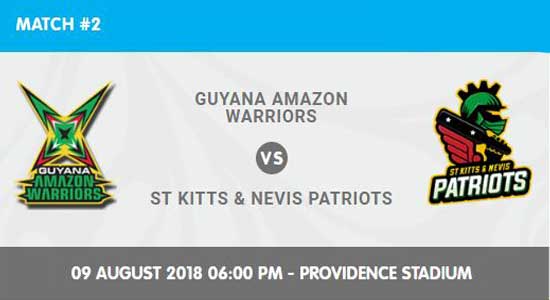 MATCH #2
GUYANA AMAZON
WARRIORS
VS
ST KITTS & NEVIS PATRIOTS
GUYANA
AMAZON
WARRIORS
ST KITTS & NEVIS
PATRIOTS
09 AUGUST 2018 06:00 PM - PROVIDENCE STADIUM